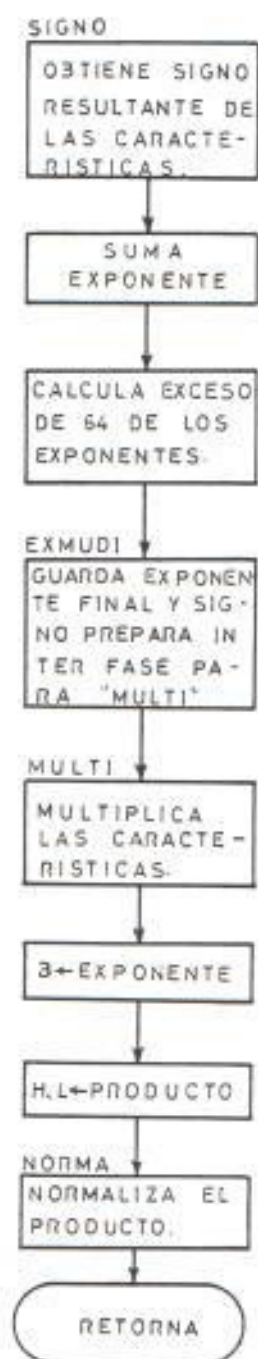 SIGNO
OBTIENE SIGNO
RESULTANTE DE
LAS CARACTE-
RISTICAS.
SUMA
EXPONENTE
CALCULA EXCESO
DE 64 DE LOS
EXPONENTES.
EXMUDI
GUARDA EXPONEN
TE FINAL Y SIG-
NO PREPARA IN
TER FASE PA-
RA "MULTI"
MULTI
MULTIPLICA
LAS CARACTE-
RISTICAS.
B←EXPONENTE
H,L←PRODUCTO
NORMA
NORMALIZA EL
PRODUCTO.
RETORNA